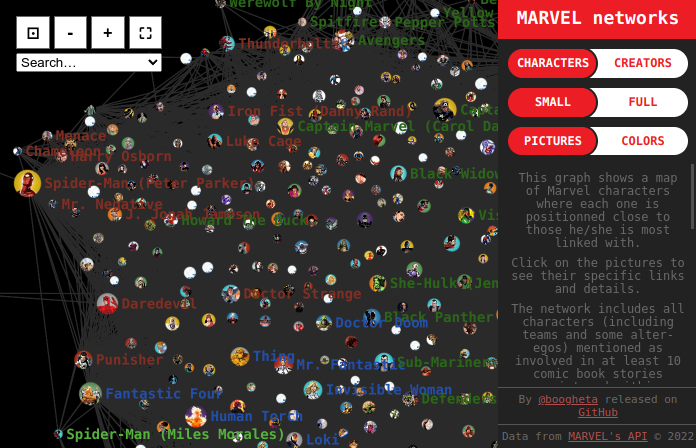 -
+
Search...
Werewolf By Night
Yellow
Spitfire
Pepper Potts
Thunderbolts
Avengers
Iron Fist (Danny Rand)
Captain Marvel (Carol Da
Menace
Luke Cage
Chameleon
Harry Osborn
Black Widow
Spider-Man (Peter Parker)
Mr. Negative
J. Jonah Jameson
Howard The Duck
Vis
She-Hulk (Jen
Doctor Strange
Daredevil
Black Panther
Doctor Doom
Thing
Punisher
Mr. Fantastic
Sub-Mariner
Fantastic Four
Invisible Woman
Defenders
Human Torch
Spider-Man (Miles Morales)
Loki
MARVEL networks
CHARACTERS CREATORS
SMALL FULL
PICTURES COLORS
This graph shows a map
of Marvel characters
where each one is
positionned close to
those he/she is most
linked with.
Click on the pictures to
see their specific links
and details.
The network includes all
characters (including
teams and some alter-
egos) mentioned as
involved in at least 10
comic book stories
By @boogheta released on
GitHub
Data from MARVEL's API © 2022